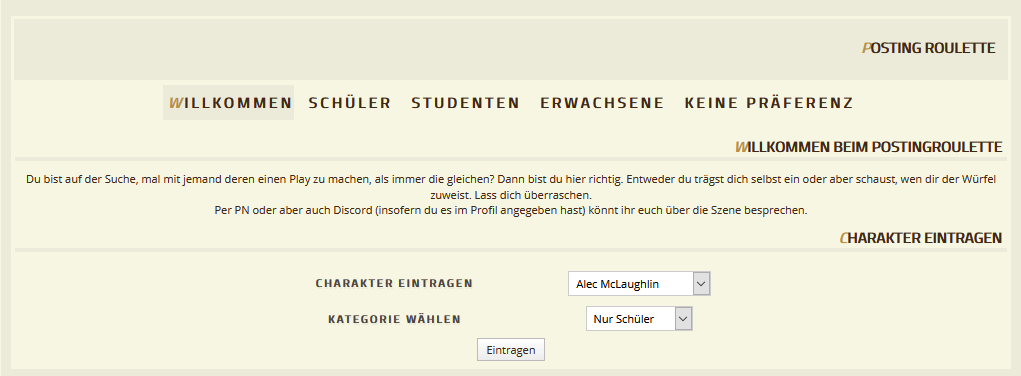 POSTING ROULETTE
WILLKOMMEN SCHÜLER STUDENTEN ERWACHSENE KEINE PRÄFERENZ
WILLKOMMEN BEIM POSTINGROULETTE
Du bist auf der Suche, mal mit jemand deren einen Play zu machen, als immer die gleichen? Dann bist du hier richtig. Entweder du trägst dich selbst ein oder aber schaust, wen dir der Würfel
zuweist. Lass dich überraschen.
Per PN oder aber auch Discord (insofern du es im Profil angegeben hast) könnt ihr euch über die Szene besprechen.
CHARAKTER EINTRAGEN
CHARAKTER EINTRAGEN Alec McLaughlin
KATEGORIE WÄHLEN Nur Schüler
Eintragen